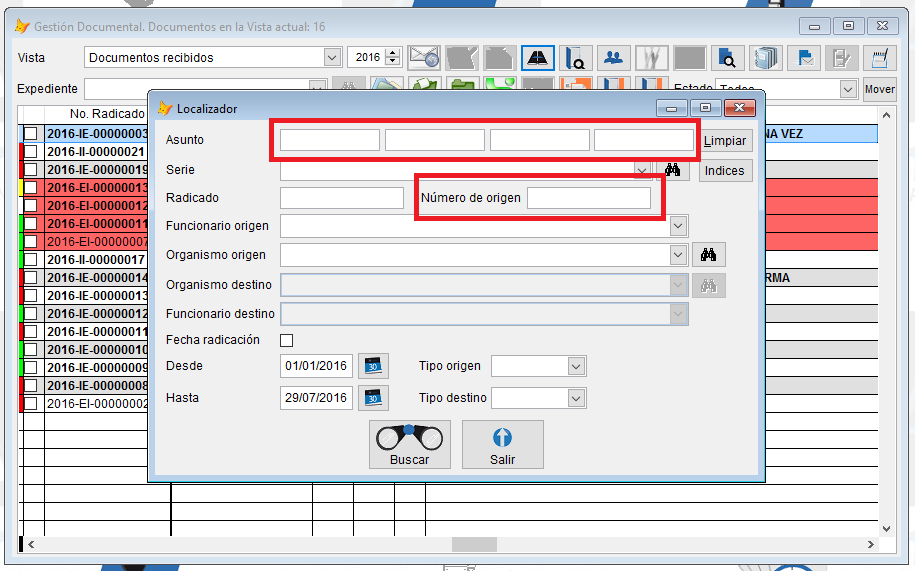 Gestión Documental. Documentos en la Vista actual: 16
Vista Documentos recibidos 2016
Expediente Estado Todos Mover
No. Radicado
2016-IE-00000003 NA VEZ
2016-II-00000021
2016-IE-00000019
2016-EI-00000013
2016-EI-00000012
2016-EI-00000011
2016-EI-00000007
2016-II-00000017
2016-IE-00000014 RMA
2016-IE-00000013
2016-IE-00000012
2016-IE-00000011
2016-IE-00000010
2016-IE-00000009
2016-IE-00000008
2016-EI-00000002
Localizador
Asunto Limpiar
Serie Indices
Radicado Número de origen
Funcionario origen
Organismo origen
Organismo destino
Funcionario destino
Fecha radicación
Desde 01/01/2016 30 Tipo origen
Hasta 29/07/2016 30 Tipo destino
Buscar Salir